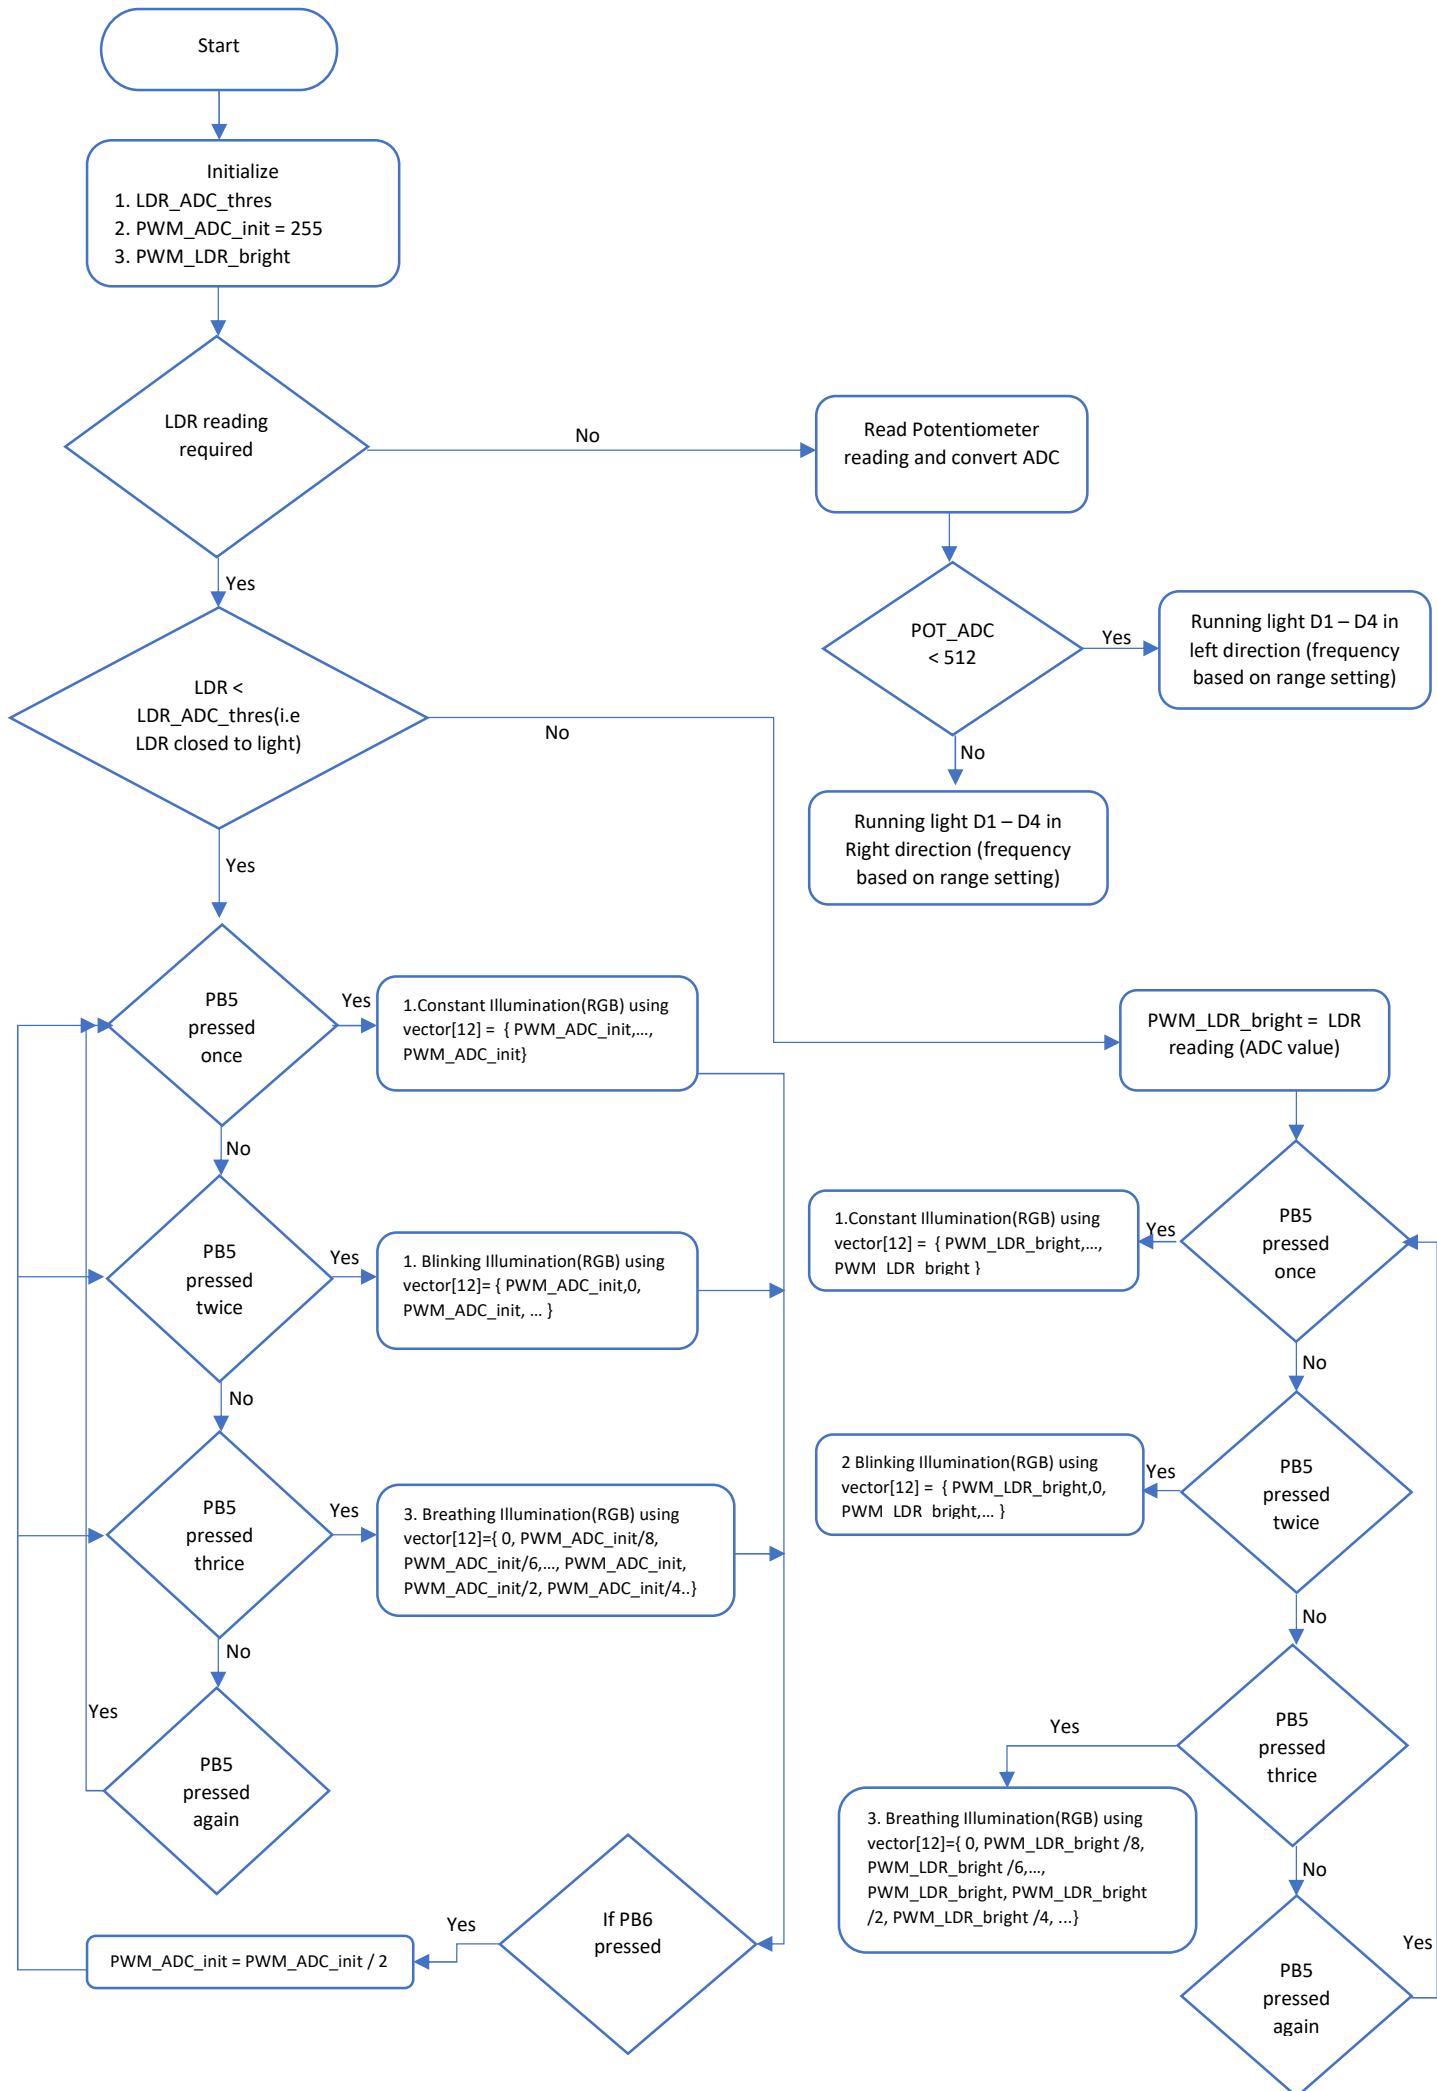 Start
Initialize
1. LDR_ADC_thres
2. PWM_ADC_init = 255
3. PWM_LDR_bright
LDR reading
required
No
Read Potentiometer
reading and convert ADC
Yes
POT_ADC
< 512
Yes
Running light D1 – D4 in
left direction (frequency
based on range setting)
No
Running light D1 – D4 in
Right direction (frequency
based on range setting)
LDR <
LDR_ADC_thres(i.e
LDR closed to light)
No
Yes
PB5
pressed
once
Yes
1.Constant Illumination(RGB) using
vector[12] = { PWM_ADC_init,…,
PWM_ADC_init}
No
PB5
pressed
twice
Yes
1. Blinking Illumination(RGB) using
vector[12]= { PWM_ADC_init,0,
PWM_ADC_init, … }
No
PB5
pressed
thrice
Yes
3. Breathing Illumination(RGB) using
vector[12]={ 0, PWM_ADC_init/8,
PWM_ADC_init/6,…, PWM_ADC_init,
PWM_ADC_init/2, PWM_ADC_init/4..}
No
Yes
PB5
pressed
again
If PB6
pressed
Yes
PWM_ADC_init = PWM_ADC_init / 2
PWM_LDR_bright = LDR
reading (ADC value)
PB5
pressed
once
Yes
1.Constant Illumination(RGB) using
vector[12] = { PWM_LDR_bright,…,
PWM_LDR_bright }
No
PB5
pressed
twice
Yes
2 Blinking Illumination(RGB) using
vector[12] = { PWM_LDR_bright,0,
PWM_LDR_bright,… }
No
PB5
pressed
thrice
Yes
3. Breathing Illumination(RGB) using
vector[12]={ 0, PWM_LDR_bright /8,
PWM_LDR_bright /6,…,
PWM_LDR_bright, PWM_LDR_bright
/2, PWM_LDR_bright /4, …}
No
Yes
PB5
pressed
again